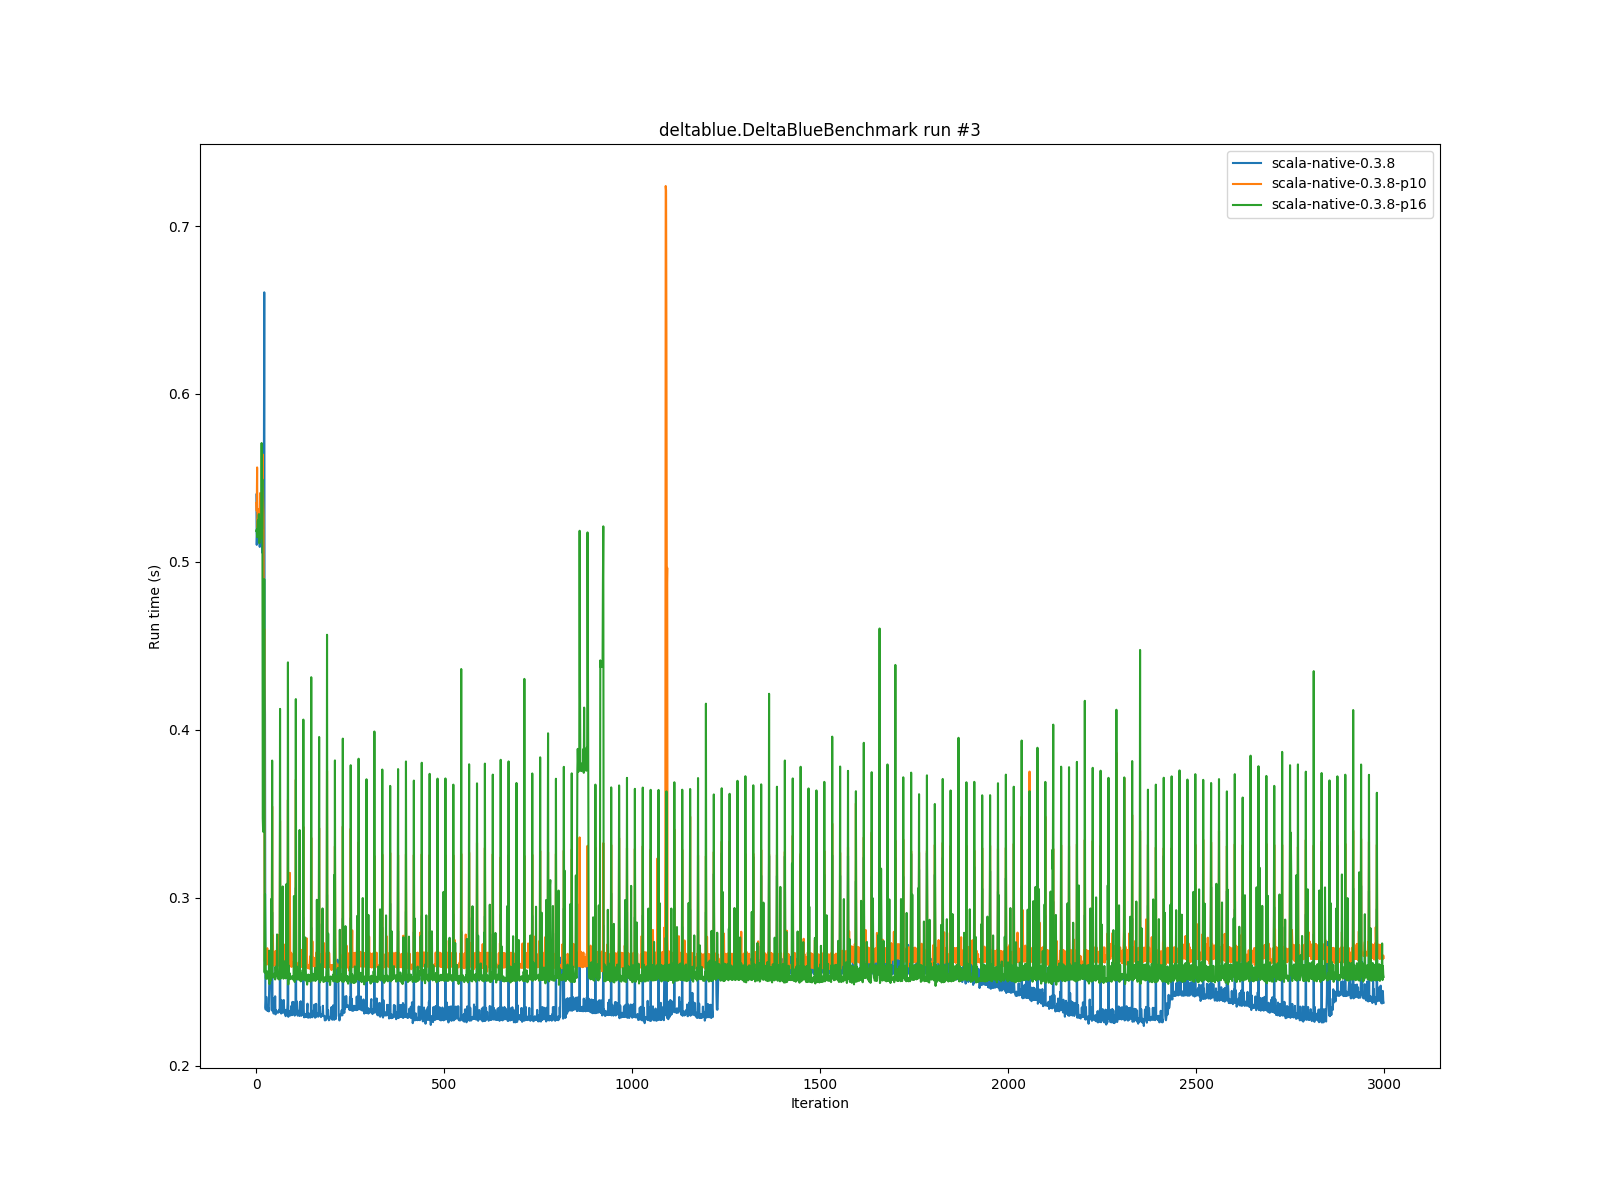 deltablue.DeltaBlueBenchmark run #3
scala-native-0.3.8
scala-native-0.3.8-p10
scala-native-0.3.8-p16
0.7
0.6
0.5
0.4
0.3
0.2
Run time (s)
0 500 1000 1500 2000 2500 3000
Iteration